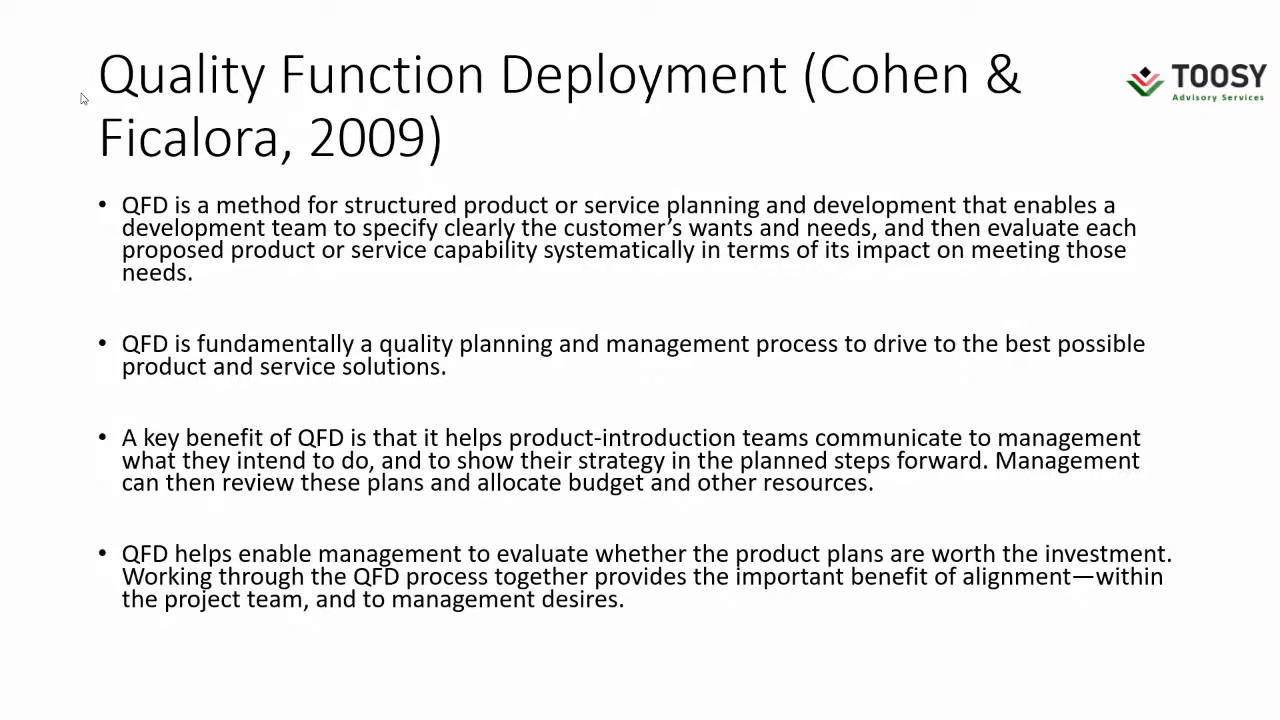 Quality Function Deployment (Cohen &
Ficalora, 2009)
TOOSY
Advisory Services
• QFD is a method for structured product or service planning and development that enables a
development team to specify clearly the customer’s wants and needs, and then evaluate each
proposed product or service capability systematically in terms of its impact on meeting those
needs.
• QFD is fundamentally a quality planning and management process to drive to the best possible
product and service solutions.
• A key benefit of QFD is that it helps product-introduction teams communicate to management
what they intend to do, and to show their strategy in the planned steps forward. Management
can then review these plans and allocate budget and other resources.
• QFD helps enable management to evaluate whether the product plans are worth the investment.
Working through the QFD process together provides the important benefit of alignment—within
the project team, and to management desires.